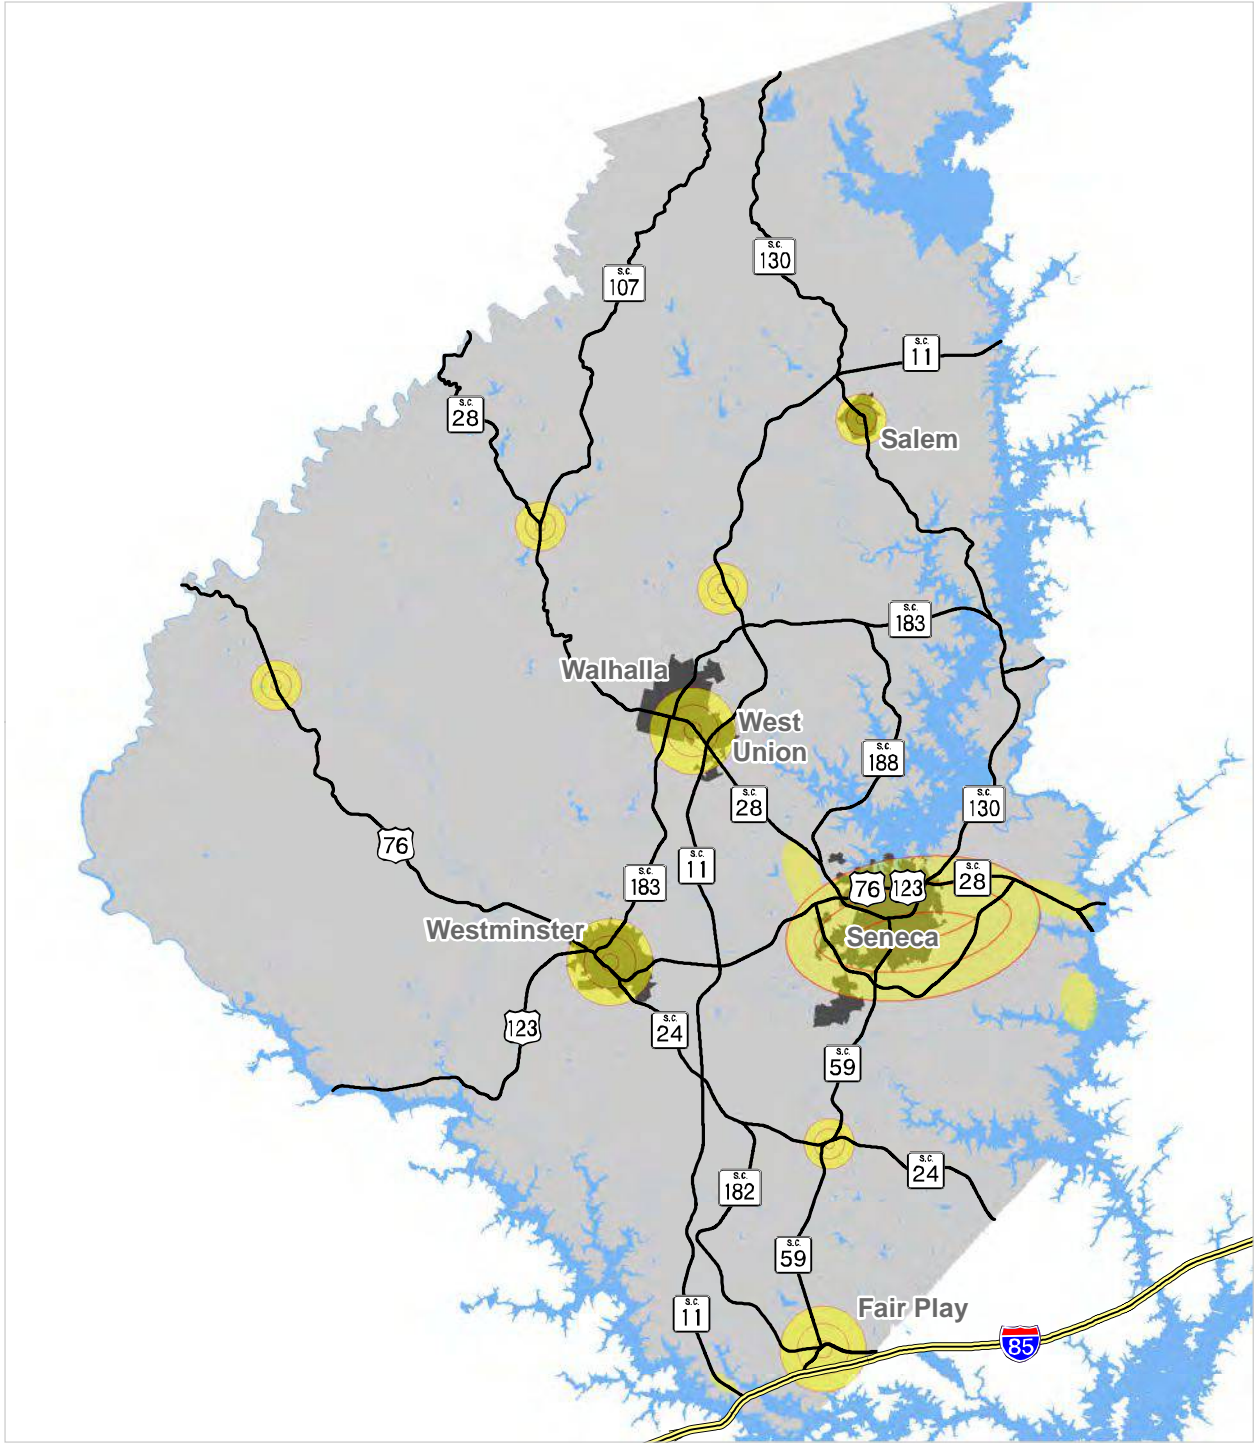 S.C.
130
S.C.
107
S.C.
11
S.C.
28
Salem
S.C.
183
Walhalla
West
Union
S.C.
188
S.C.
28
S.C.
130
76
S.C.
11
S.C.
183
76
123
S.C.
28
Westminster
Seneca
123
S.C.
24
S.C.
59
S.C.
24
S.C.
182
S.C.
59
S.C.
11
Fair Play
85